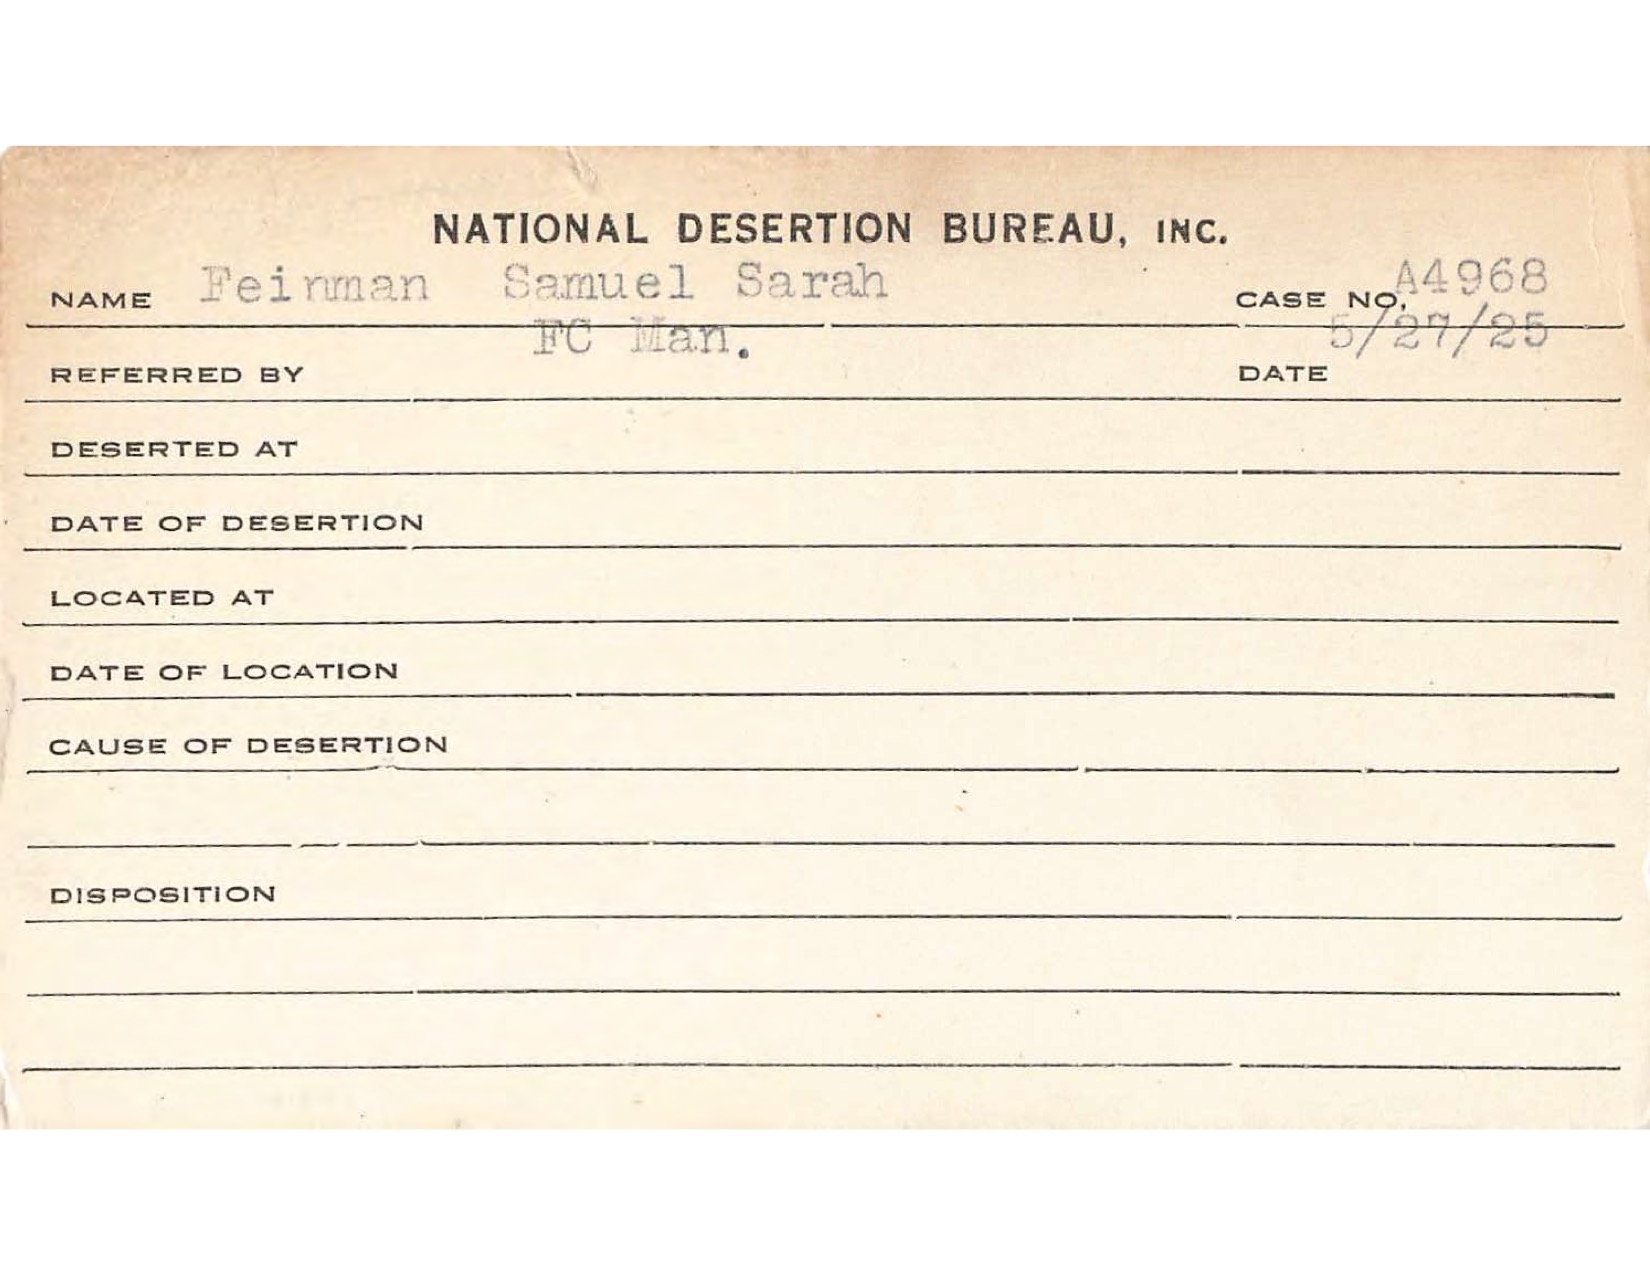 NATIONAL DESERTION BUREAU, INC.
NAME Feinman Samuel Sarah CASE NO. A4968
REFERRED BY FC Man. DATE 5/27/25
DESERTED AT
DATE OF DESERTION
LOCATED AT
DATE OF LOCATION
CAUSE OF DESERTION
DISPOSITION